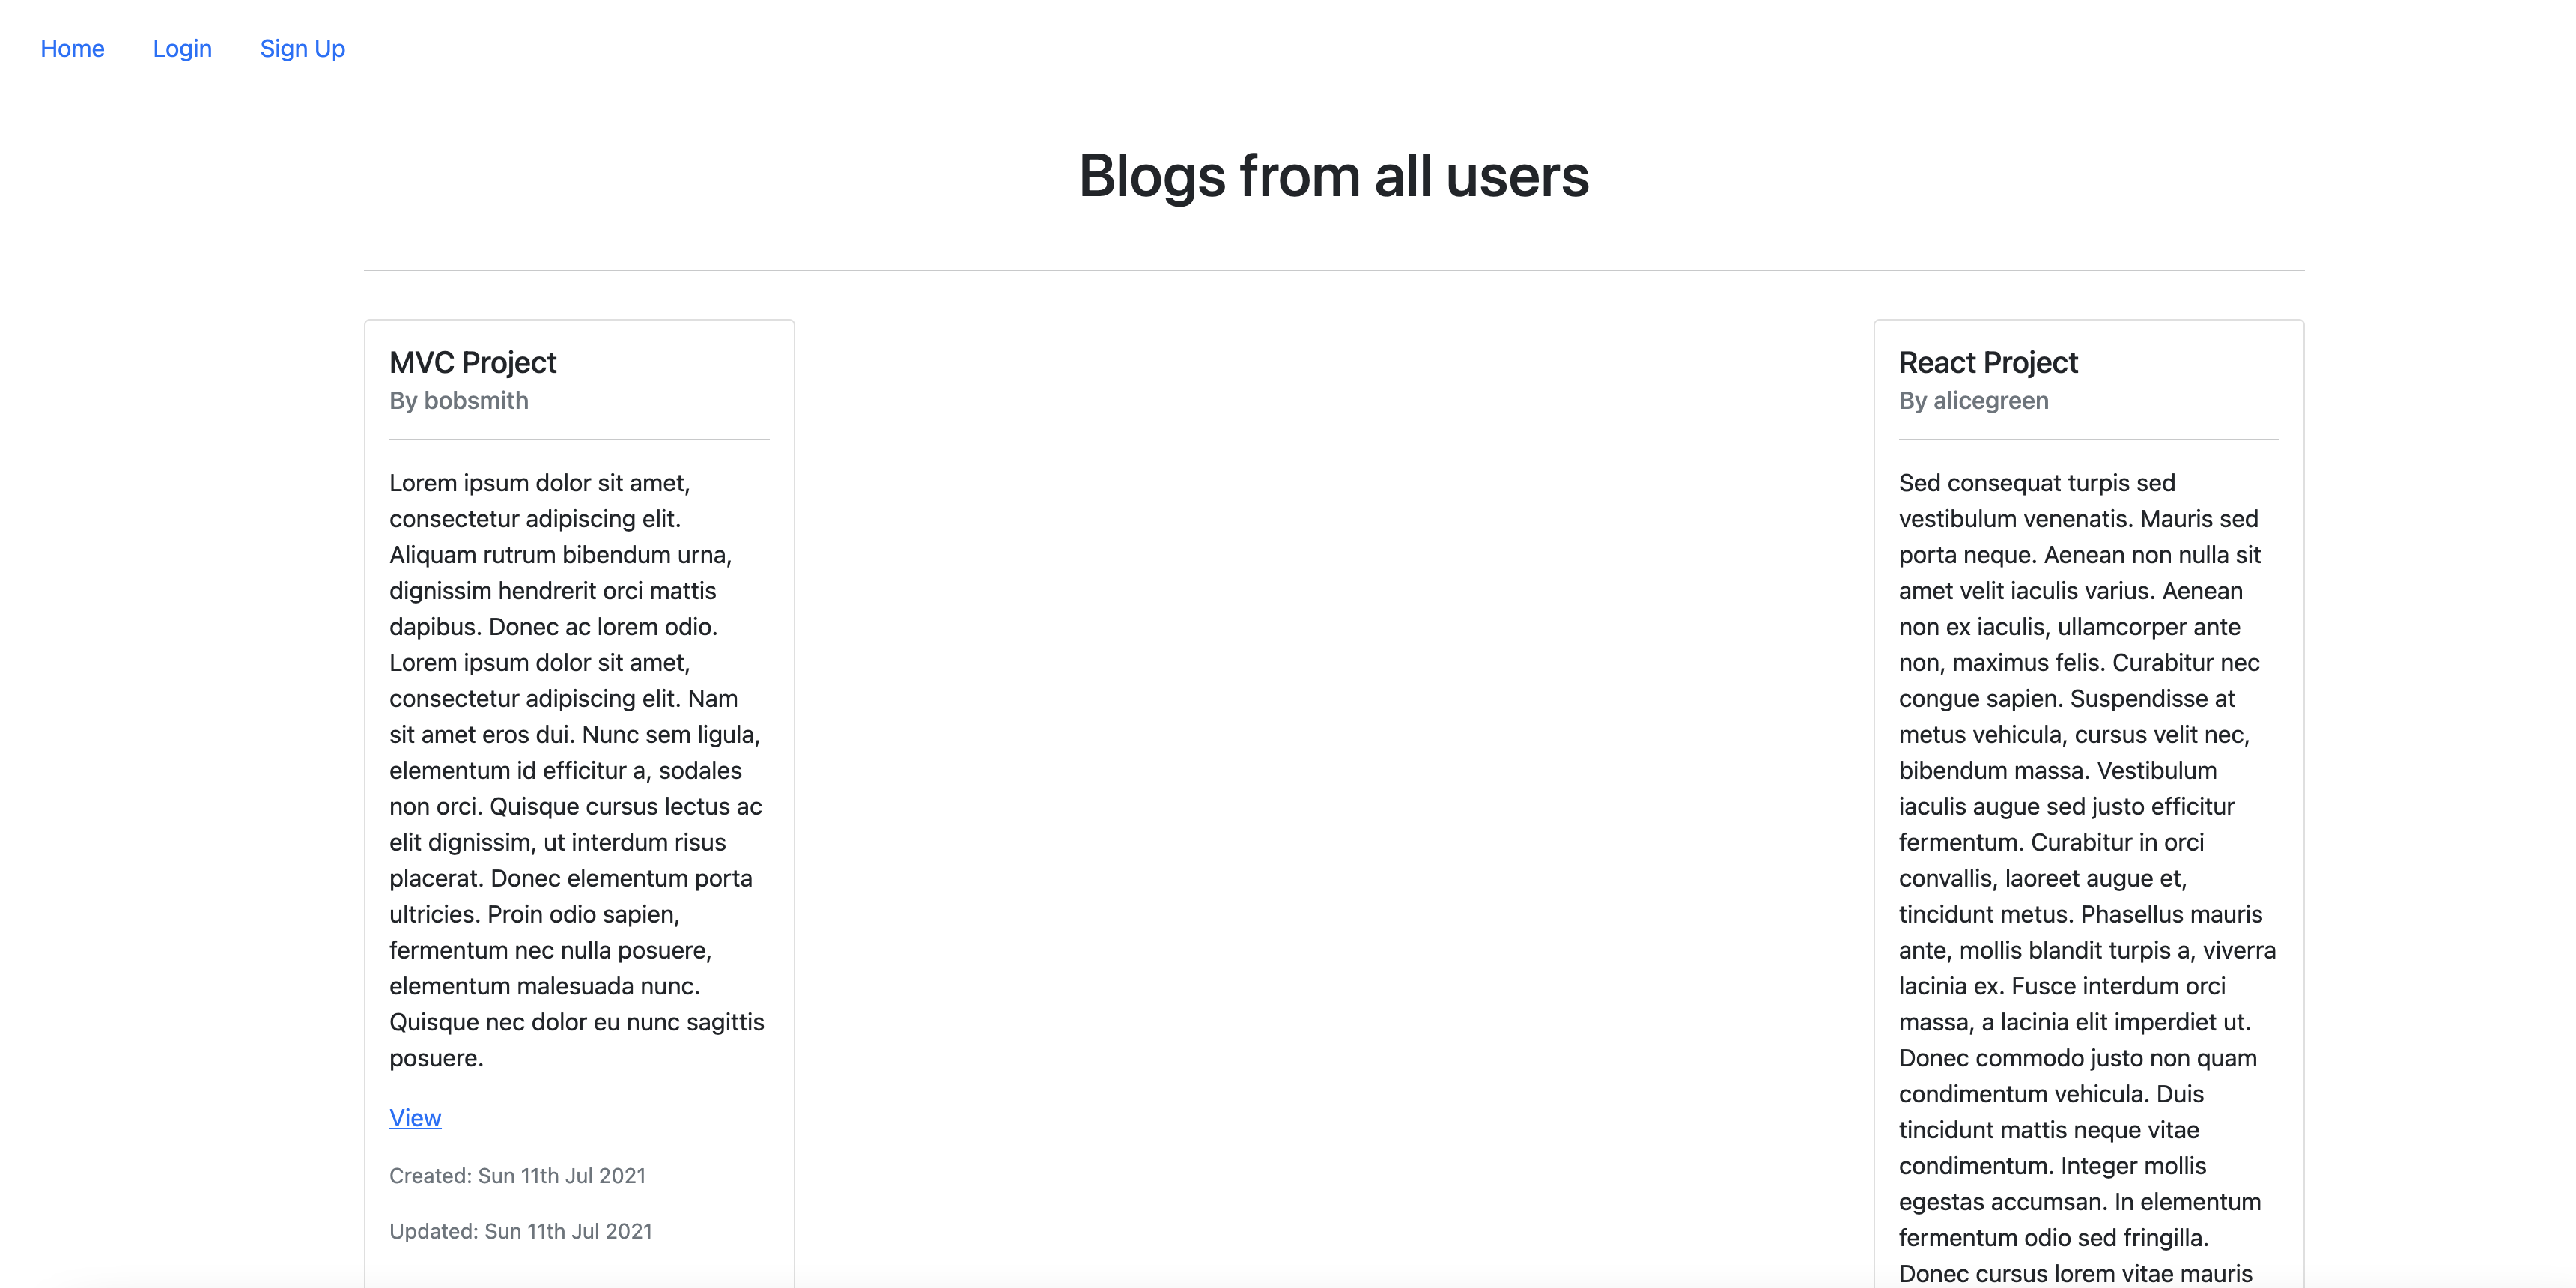 Home Login Sign Up
Blogs from all users
MVC Project
By bobsmith
Lorem ipsum dolor sit amet,
consectetur adipiscing elit.
Aliquam rutrum bibendum urna,
dignissim hendrerit orci mattis
dapibus. Donec ac lorem odio.
Lorem ipsum dolor sit amet,
consectetur adipiscing elit. Nam
sit amet eros dui. Nunc sem ligula,
elementum id efficitur a, sodales
non orci. Quisque cursus lectus ac
elit dignissim, ut interdum risus
placerat. Donec elementum porta
ultricies. Proin odio sapien,
fermentum nec nulla posuere,
elementum malesuada nunc.
Quisque nec dolor eu nunc sagittis
posuere.
View
Created: Sun 11th Jul 2021
Updated: Sun 11th Jul 2021
React Project
By alicegreen
Sed consequat turpis sed
vestibulum venenatis. Mauris sed
porta neque. Aenean non nulla sit
amet velit iaculis varius. Aenean
non ex iaculis, ullamcorper ante
non, maximus felis. Curabitur nec
congue sapien. Suspendisse at
metus vehicula, cursus velit nec,
bibendum massa. Vestibulum
iaculis augue sed justo efficitur
fermentum. Curabitur in orci
convallis, laoreet augue et,
tincidunt metus. Phasellus mauris
ante, mollis blandit turpis a, viverra
lacinia ex. Fusce interdum orci
massa, a lacinia elit imperdiet ut.
Donec commodo justo non quam
condimentum vehicula. Duis
tincidunt mattis neque vitae
condimentum. Integer mollis
egestas accumsan. In elementum
fermentum odio sed fringilla.
Donec cursus lorem vitae mauris